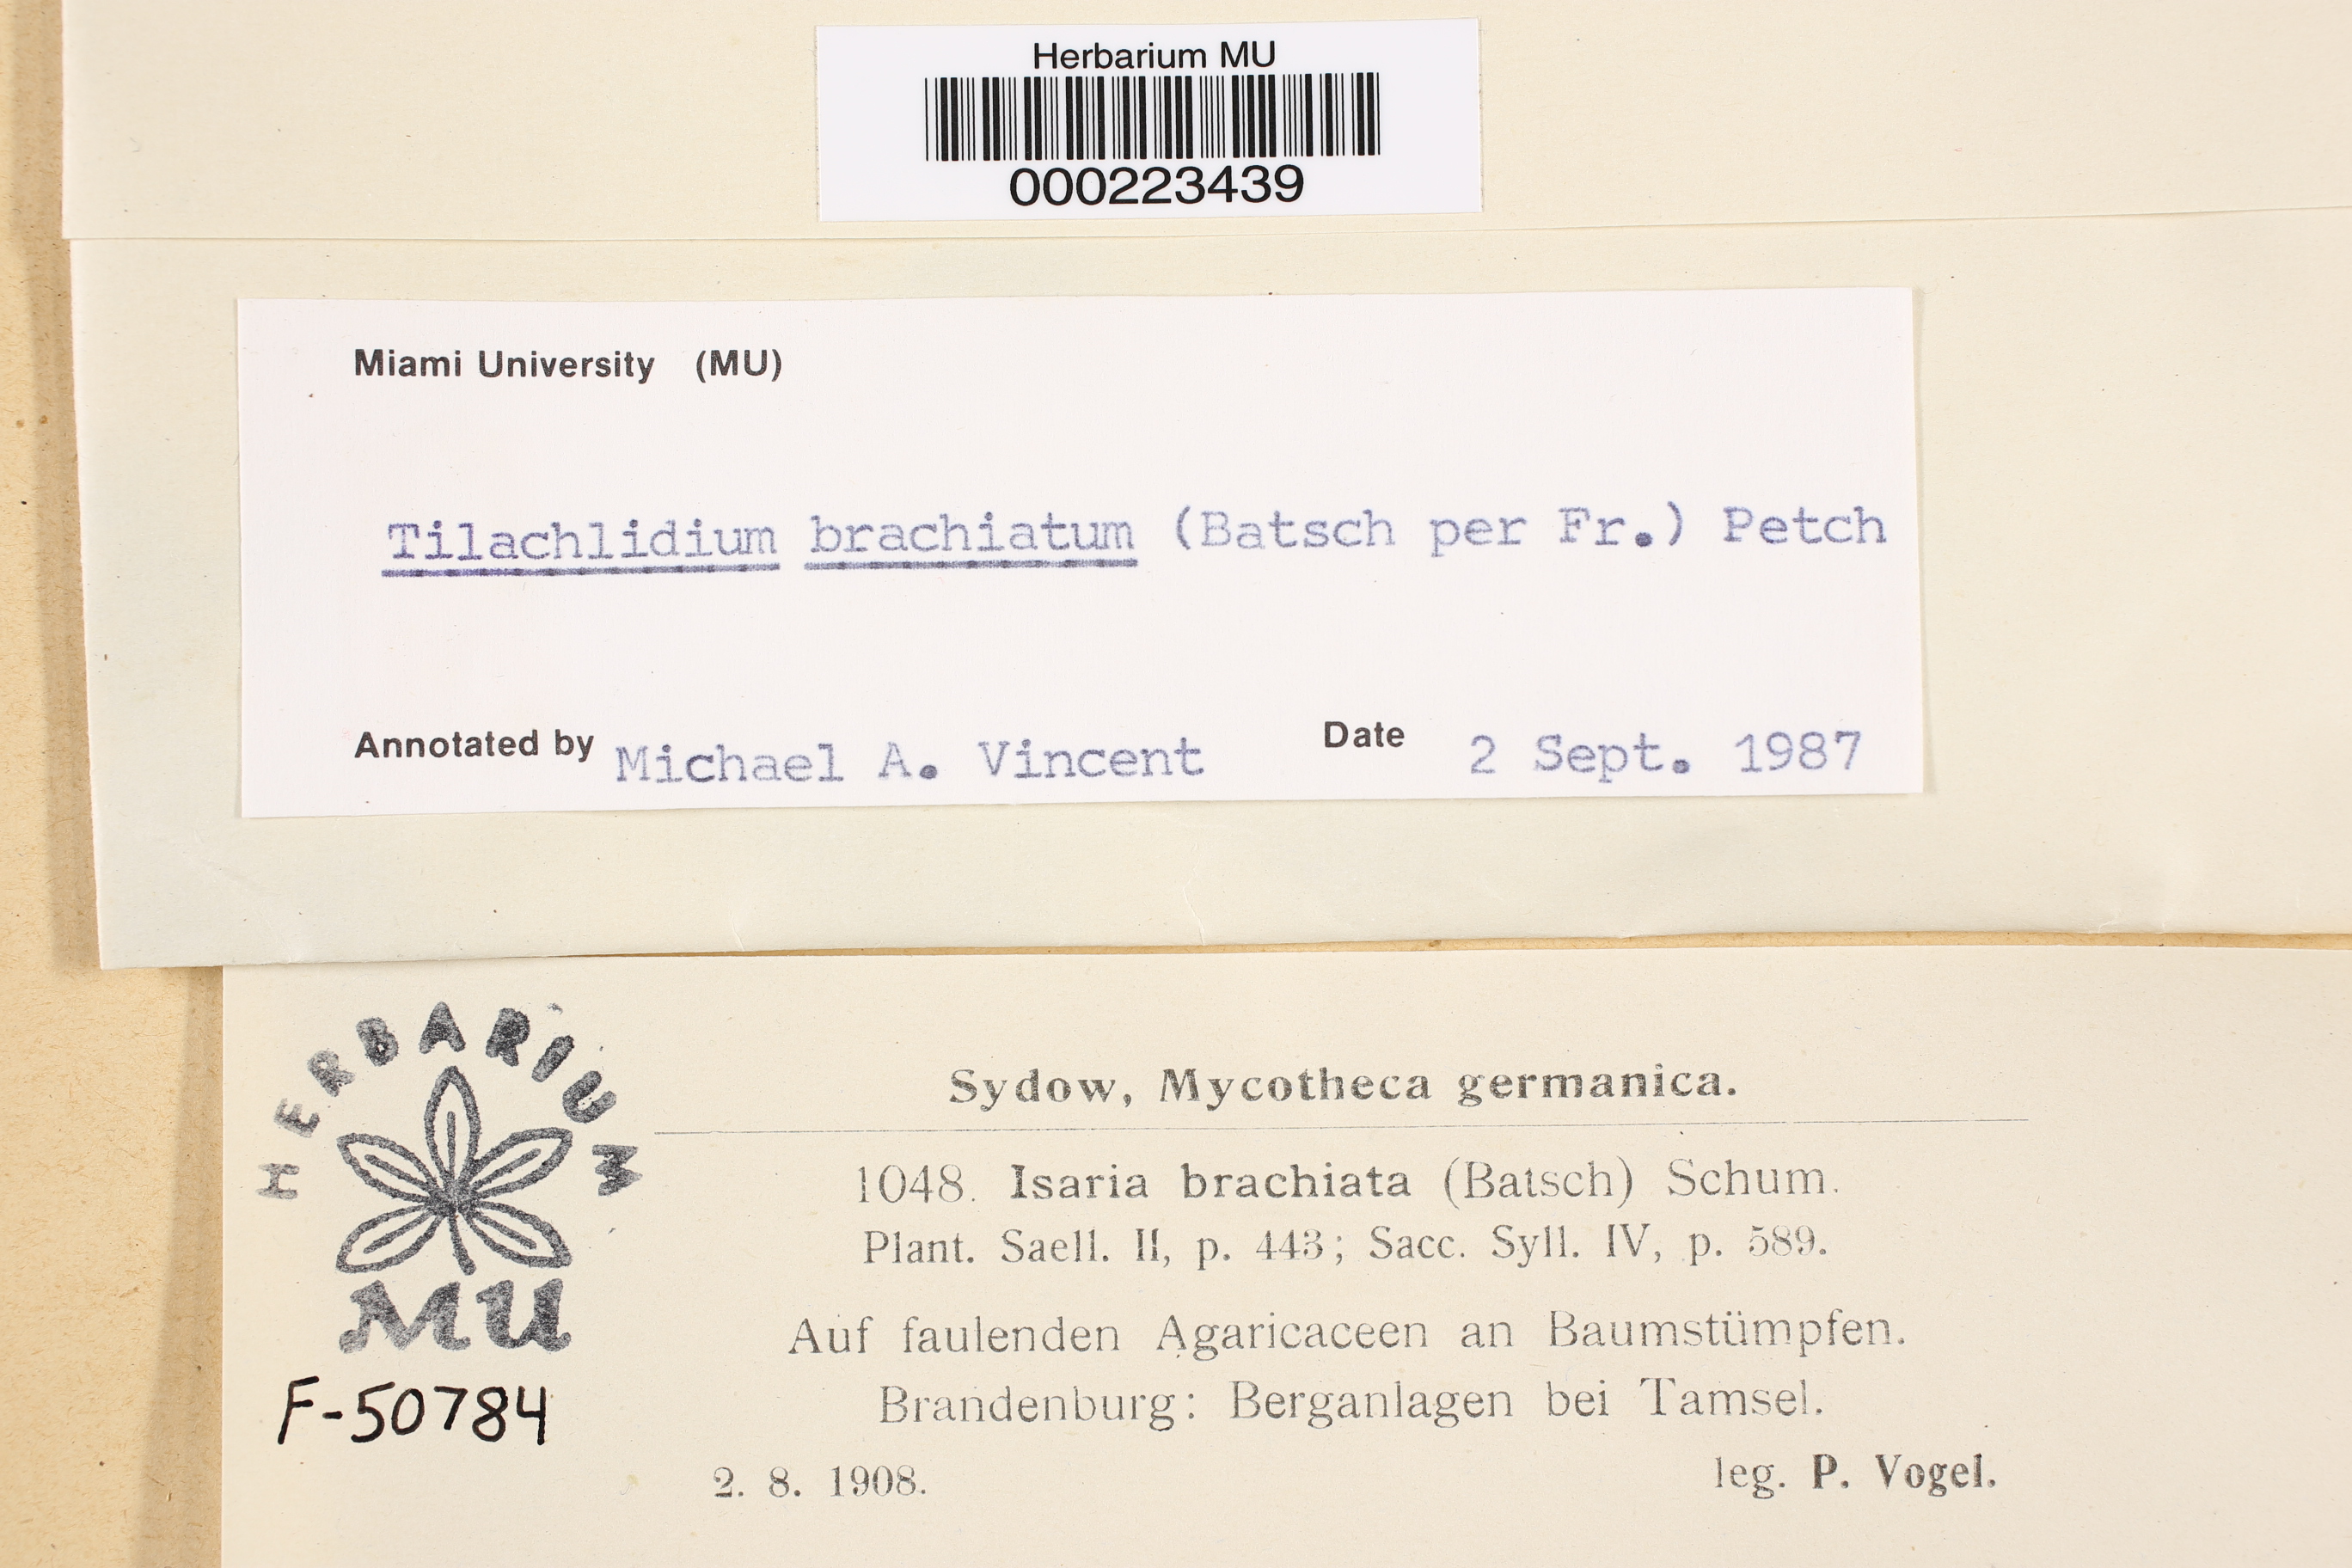 Herbarium MU
000223439
Miami University (MU)
Tilachlidium brachiatum (Batsch per Fr.) Petch
Annotated by Michael A. Vincent Date 2 Sept. 1987
HERBARIUM
MU
F-50784
Sydow, Mycotheca germanica.
1048. Isaria brachiata (Batsch) Schum.
Plant. Saell. II, p. 443; Sacc. Syll. IV, p. 589.
Auf faulenden Agaricaceen an Baumstümpfen.
Brandenburg: Berganlagen bei Tamsel.
2. 8. 1908. leg. P. Vogel.